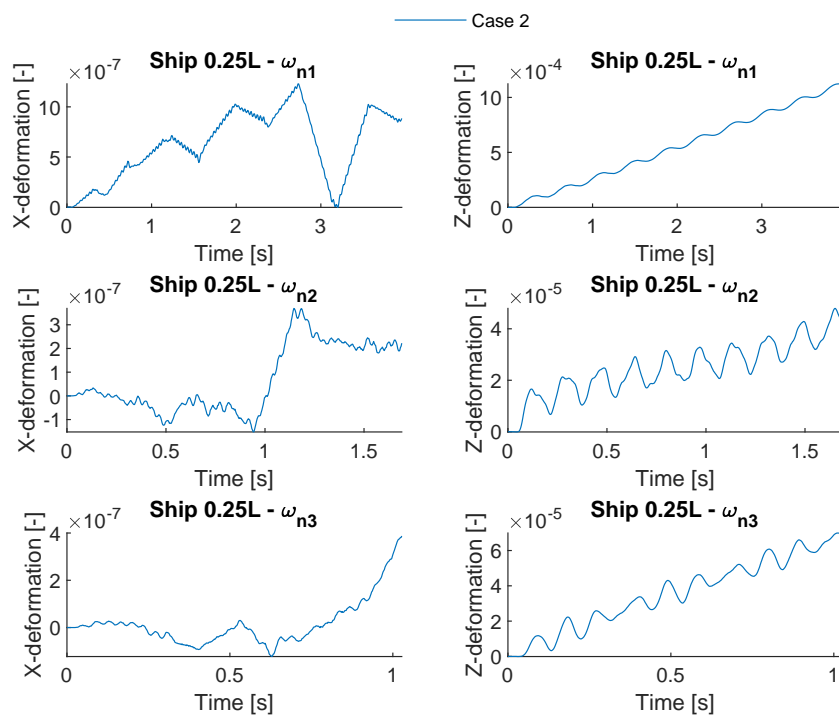 Case 2
×10⁻⁷
Ship 0.25L - ωn1
X-deformation [-]
10
5
0
0 1 2 3
Time [s]
×10⁻⁴
Ship 0.25L - ωn1
Z-deformation [-]
10
5
0
0 1 2 3
Time [s]
×10⁻⁷
Ship 0.25L - ωn2
X-deformation [-]
3
2
1
0
-1
0 0.5 1 1.5
Time [s]
×10⁻⁵
Ship 0.25L - ωn2
Z-deformation [-]
4
2
0
0 0.5 1 1.5
Time [s]
×10⁻⁷
Ship 0.25L - ωn3
X-deformation [-]
4
2
0
0 0.5 1
Time [s]
×10⁻⁵
Ship 0.25L - ωn3
Z-deformation [-]
6
4
2
0
0 0.5 1
Time [s]